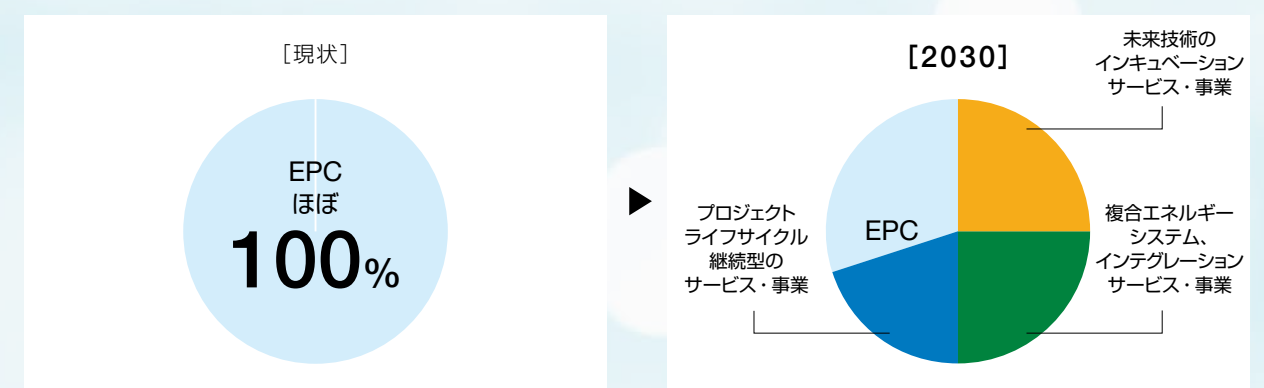 ［現状］
EPC
ほぼ
100%
［2030］
未来技術の
インキュベーション
サービス・事業
EPC
プロジェクト
ライフサイクル
継続型の
サービス・事業
複合エネルギー
システム、
インテグレーション
サービス・事業